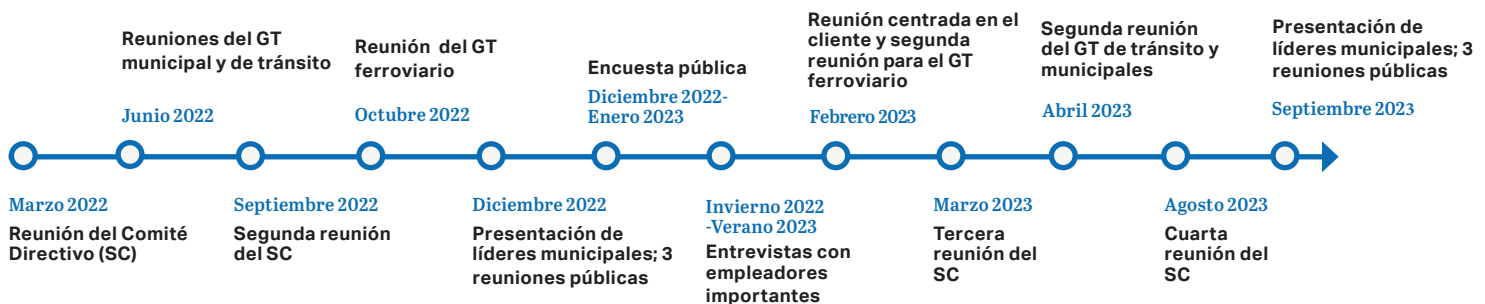 Marzo 2022
Reunión del Comité
Directivo (SC)
Reuniones del GT
municipal y de tránsito
Junio 2022
Septiembre 2022
Segunda reunión
del SC
Reunión del GT
ferroviario
Octubre 2022
Diciembre 2022
Presentación de
líderes municipales; 3
reuniones públicas
Encuesta pública
Diciembre 2022-
Enero 2023
Invierno 2022
-Verano 2023
Entrevistas con
empleadores
importantes
Reunión centrada en el
cliente y segunda
reunión para el GT
ferroviario
Febrero 2023
Marzo 2023
Tercera
reunión del
SC
Segunda reunión
del GT de tránsito y
municipales
Abril 2023
Agosto 2023
Cuarta
reunión del
SC
Presentación de
líderes municipales; 3
reuniones públicas
Septiembre 2023